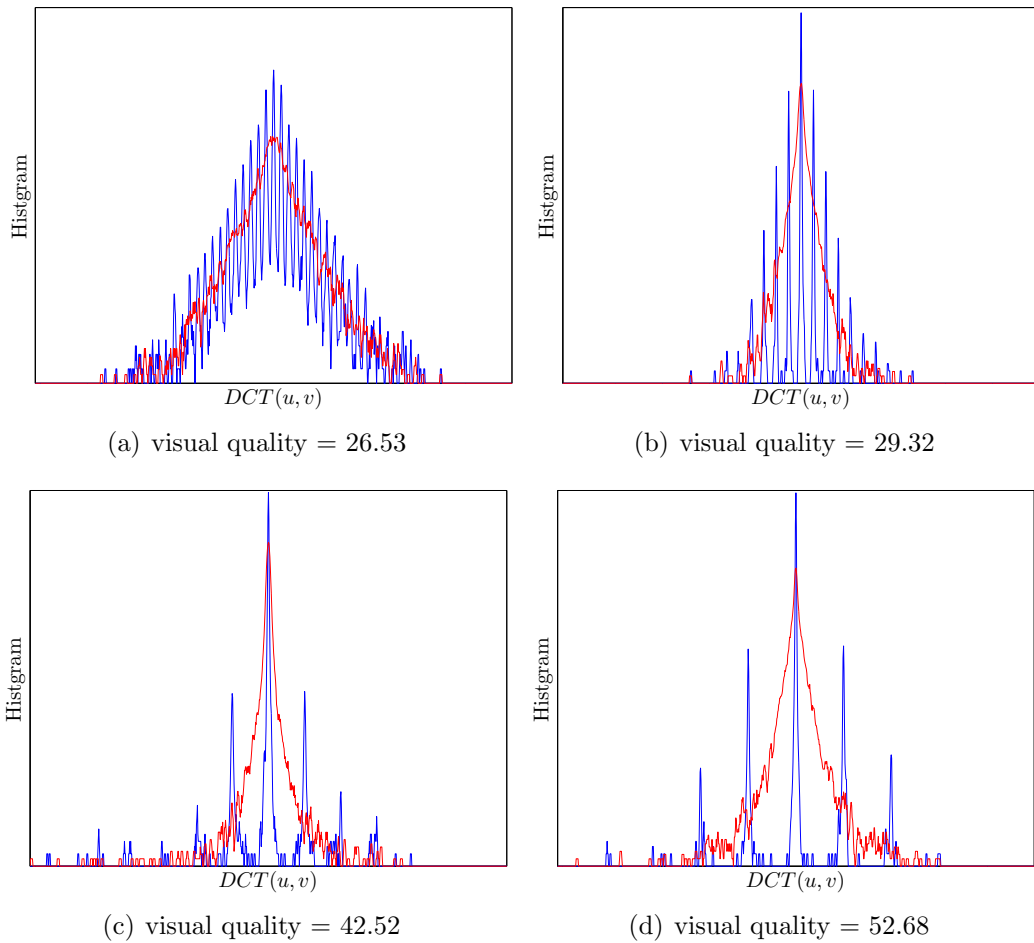 Histgram
DCT(u, v)
(a) visual quality = 26.53
Histgram
DCT(u, v)
(b) visual quality = 29.32
Histgram
DCT(u, v)
(c) visual quality = 42.52
Histgram
DCT(u, v)
(d) visual quality = 52.68